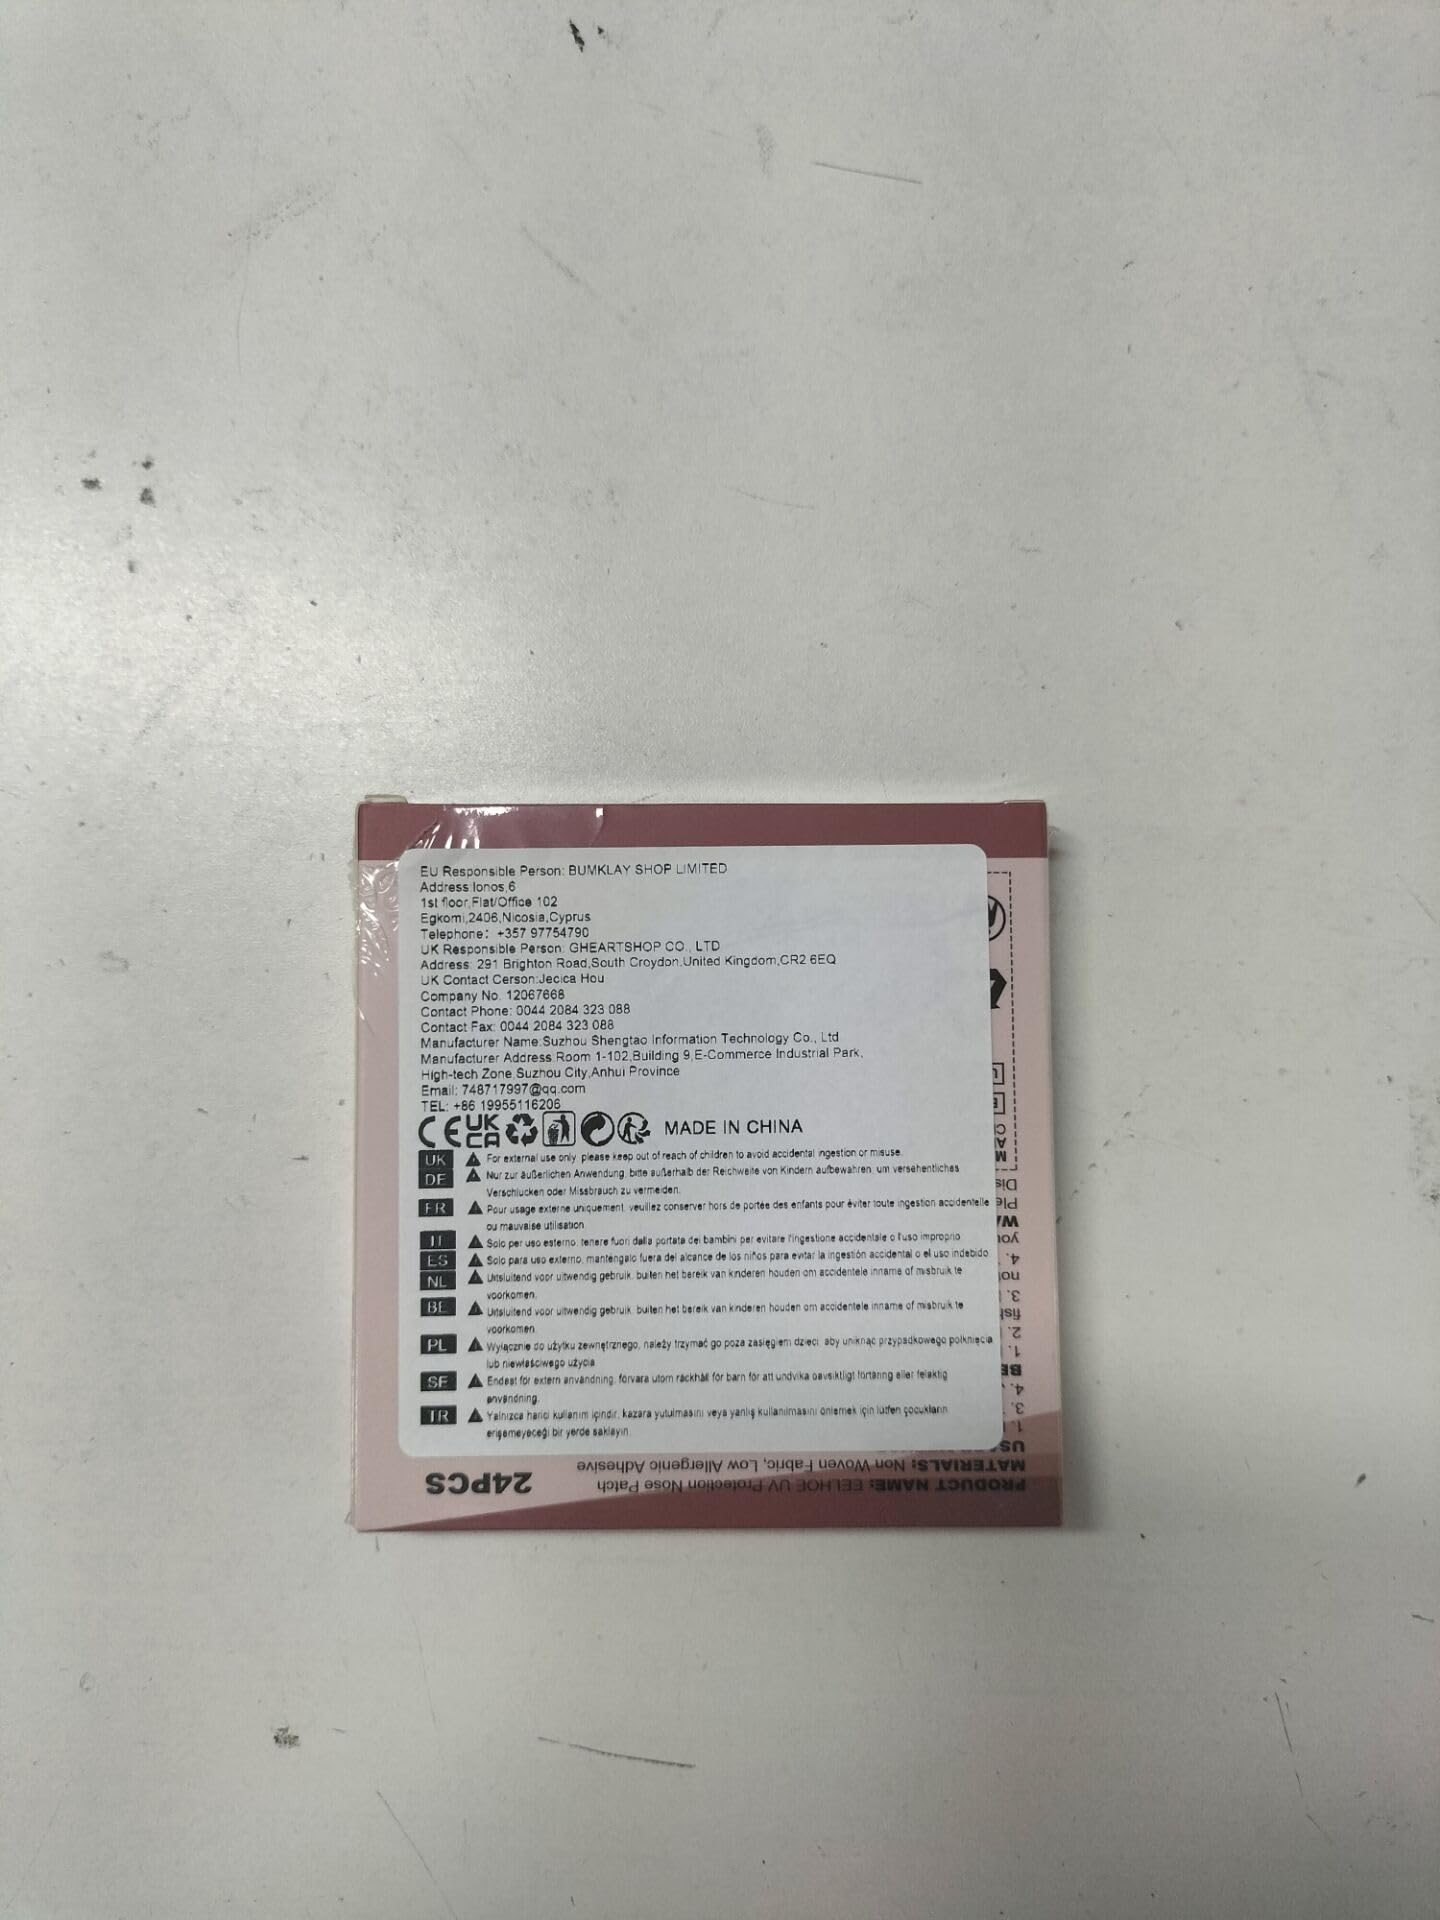 EU Responsible Person: BUMKLAY SHOP LIMITED
Address:Ionos,6
1st floor,Flat/Office 102
Egkomi,2406,Nicosia,Cyprus
Telephone: +357 97754790
UK Responsible Person: GHEARTSHOP CO., LTD
Address: 291 Brighton Road,South Croydon.United Kingdom,CR2 6EQ
UK Contact Cerson:Jecica Hou
Company No. 12067668
Contact Phone: 0044 2084 323 088
Contact Fax: 0044 2084 323 088
Manufacturer Name:Suzhou Shengtao Information Technology Co., Ltd
Manufacturer Address Room 1-102,Building 9,E-Commerce Industrial Park,
High-tech Zone,Suzhou City,Anhui Province
Email: 748717997@qq.com
TEL: +86 19955116206
CE UK CA MADE IN CHINA
UK For external use only, please keep out of reach of children to avoid accidental ingestion or misuse.
DE Nur zur äußerlichen Anwendung, bitte außerhalb der Reichweite von Kindern aufbewahren, um versehentliches
Verschlucken oder Missbrauch zu vermeiden.
FR Pour usage externe uniquement, veuillez conserver hors de portée des enfants pour éviter toute ingestion accidentelle
ou mauvaise utilisation
IT Solo per uso esterno, tenere fuori dalla portata dei bambini per evitare l'ingestione accidentale o l'uso improprio
ES Solo para uso externo, manténgalo fuera del alcance de los niños para evitar la ingestión accidental o el uso indebido
NL Uitsluitend voor uitwendig gebruik, buiten het bereik van kinderen houden om accidentele inname of misbruik te
voorkomen.
BE Uitsluitend voor uitwendig gebruik, buiten het bereik van kinderen houden om accidentele inname of misbruik te
voorkomen
PL Wyłącznie do użytku zewnętrznego, należy trzymać go poza zasięgiem dzieci, aby uniknąć przypadkowego połknięcia
lub niewłaściwego użycia
SE Endast för extern användning, förvara utom räckhåll för barn för att undvika oavsiktligt förtäring eller felaktig
användning.
TR Yalnızca harici kullanım içindir, kazara yutulmasını veya yanlış kullanılmasını önlemek için lütfen çocukların
erişemeyeceği bir yerde saklayın.
PRODUCT NAME: EELHOE UV Protection Nose Patch
MATERIALS: Non Woven Fabric, Low Allergenic Adhesive
24PCS